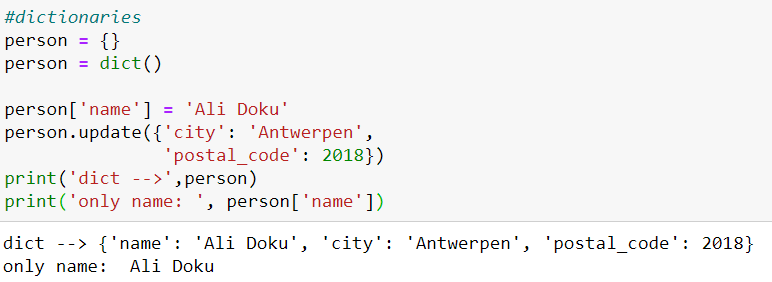 #dictionaries
person = {}
person = dict()
person['name'] = 'Ali Doku'
person.update({'city': 'Antwerpen',
'postal_code': 2018})
print('dict -->',person)
print('only name: ', person['name'])
dict --> {'name': 'Ali Doku', 'city': 'Antwerpen', 'postal_code': 2018}
only name:  Ali Doku